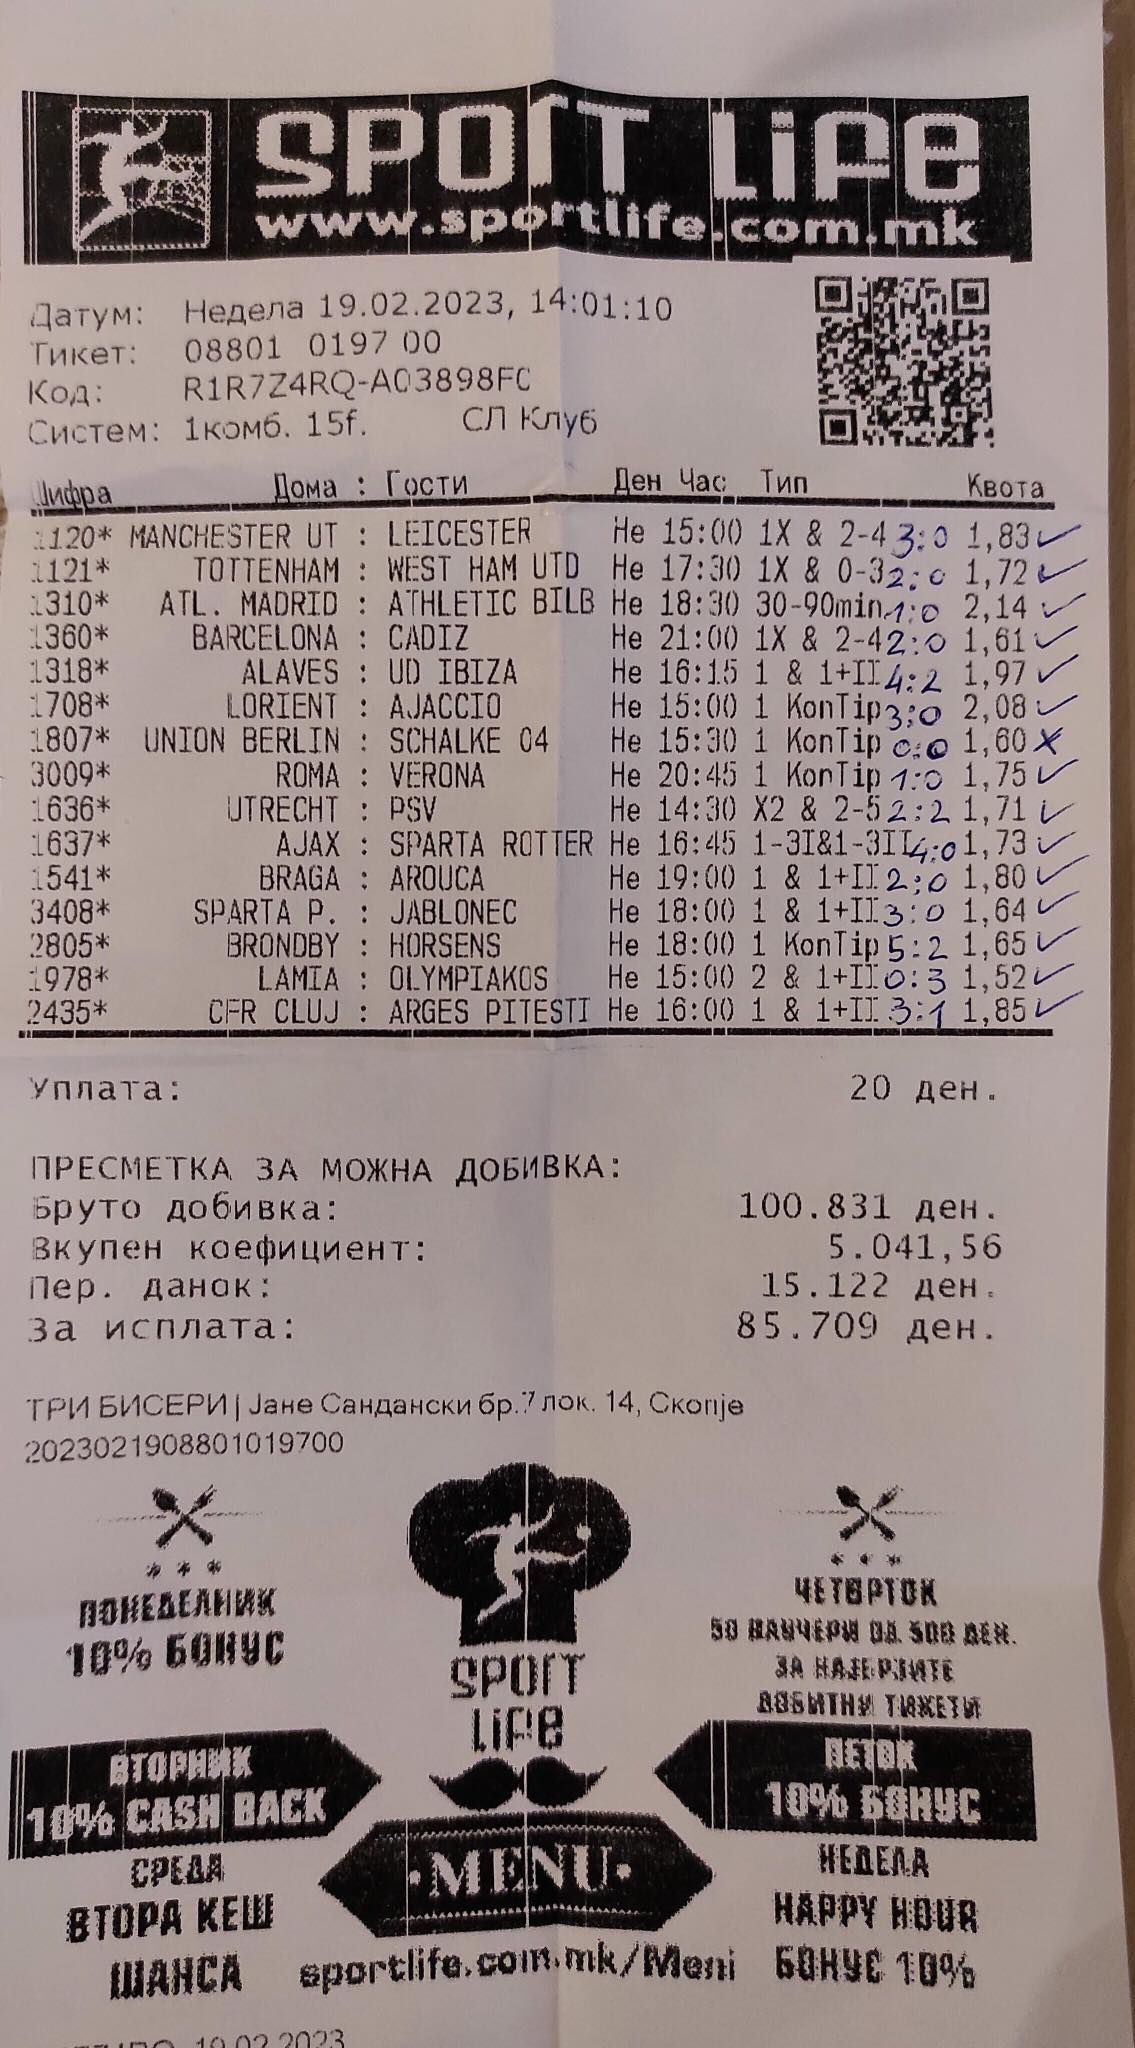 SPORT LIFE
www.sportlife.com.mk
Датум: Недела 19.02.2023, 14:01:10
Тикет: 08801 0197 00
Код: R1R7Z4RQ-A03898FC
Систем: 1комб. 15f. СЛ Клуб
Шифра Дома : Гости Ден Час Тип Квота
1120* MANCHESTER UT : LEICESTER Не 15:00 1X & 2-4 3:0 1,83 ✓
1121* TOTTENHAM : WEST HAM UTD Не 17:30 1X & 0-3 2:0 1,72 ✓
1310* ATL. MADRID : ATHLETIC BILB Не 18:30 30-90min. 1:0 2,14 ✓
1360* BARCELONA : CADIZ Не 21:00 1X & 2-4 2:0 1,61 ✓
1318* ALAVES : UD IBIZA Не 16:15 1 & 1+II 4:2 1,97 ✓
1708* LORIENT : AJACCIO Не 15:00 1 KonTip 3:0 2,08 ✓
1807* UNION BERLIN : SCHALKE 04 Не 15:30 1 KonTip 0:0 1,60 x
3009* ROMA : VERONA Не 20:45 1 KonTip 1:0 1,75 ✓
1636* UTRECHT : PSV Не 14:30 X2 & 2-5 2:2 1,71 ✓
1637* AJAX : SPARTA ROTTER Не 16:45 1-3I&1-3II 4:0 1,73 ✓
1541* BRAGA : AROUCA Не 19:00 1 & 1+II 2:0 1,80 ✓
3408* SPARTA P. : JABLONEC Не 18:00 1 & 1+II 3:0 1,64 ✓
2805* BRONDBY : HORSENS Не 18:00 1 KonTip 5:2 1,65 ✓
1978* LAMIA : OLYMPIAKOS Не 15:00 2 & 1+II 0:3 1,52 ✓
2435* CFR CLUJ : ARGES PITESTI Не 16:00 1 & 1+II 3:1 1,85 ✓
Уплата: 20 ден.
ПРЕСМЕТКА ЗА МОЖНА ДОБИВКА:
Бруто добивка: 100.831 ден.
Вкупен коефициент: 5.041,56
Пер. данок: 15.122 ден.
За исплата: 85.709 ден.
ТРИ БИСЕРИ | Јане Сандански бр.7 лок. 14, Скопје
2023021908801019700
ПОНЕДЕЛНИК
10% БОНУС
ВТОРНИК
10% CASH BACK
СРЕДА
ВТОРА КЕШ
ШАНСА
SPORT
LIFE
MENU
sportlife.com.mk/Meni
ЧЕТВРТОК
50 ВАУЧЕРИ ОД 500 ДЕН.
ЗА НАЈБРЗИТЕ
ДОБИТНИ ТИКЕТИ
ПЕТОК
10% БОНУС
НЕДЕЛА
HAPPY HOUR
БОНУС 10%
19.02.2023